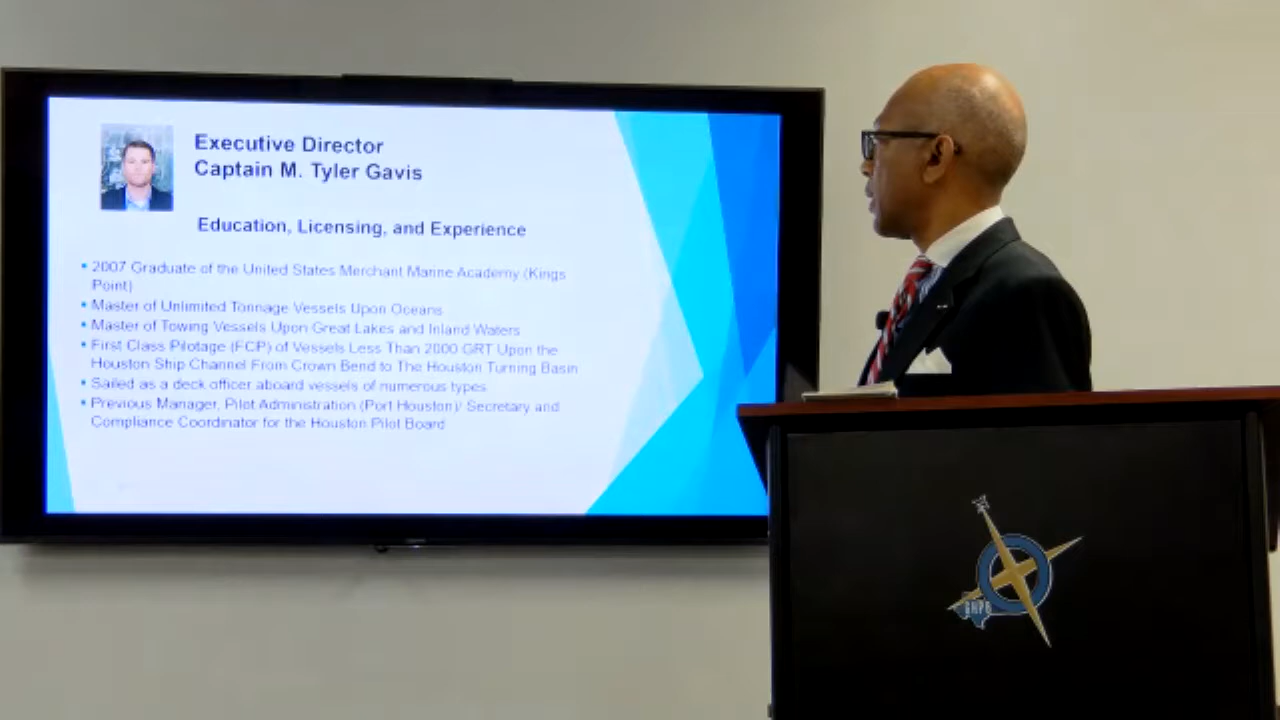 Executive Director
Captain M. Tyler Gavis
Education, Licensing, and Experience
2007 Graduate of the United States Merchant Marine Academy (Kings
Point)
Master of Unlimited Tonnage Vessels Upon Oceans
Master of Towing Vessels Upon Great Lakes and Inland Waters
First Class Pilotage (FCP) of Vessels Less Than 2000 GRT Upon the
Houston Ship Channel From Crown Bend to The Houston Turning Basin
Sailed as a deck officer aboard vessels of numerous types
Previous Manager, Pilot Administration (Port Houston)/ Secretary and
Compliance Coordinator for the Houston Pilot Board
GHPB